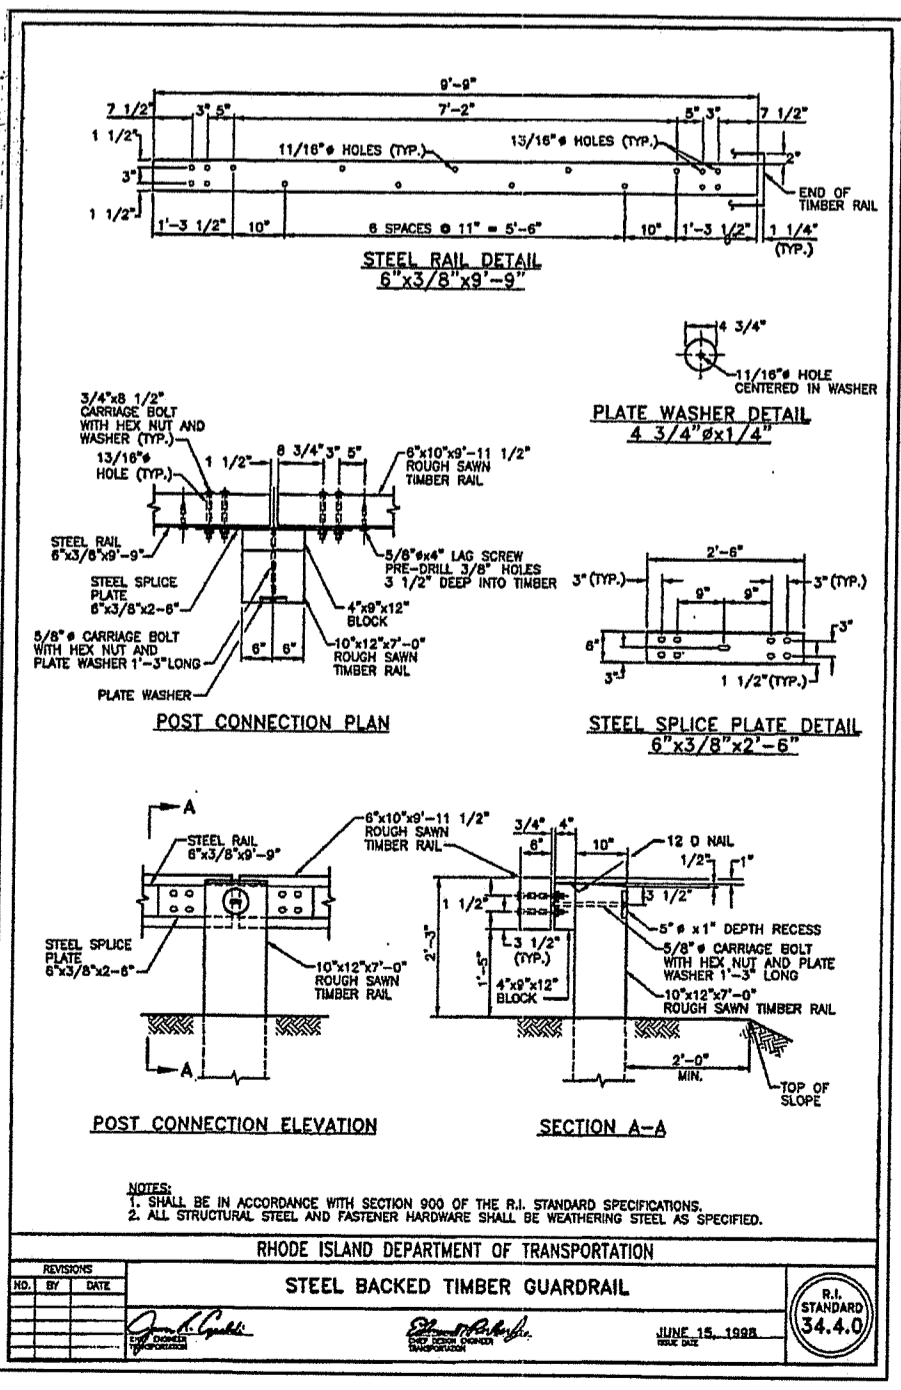 9'-9"
7 1/2"
3"
5"
7'-2"
5"
3"
7 1/2"
1 1/2"
11/16"ø HOLES (TYP.)
13/16"ø HOLES (TYP.)
2"
3"
END OF
TIMBER RAIL
1 1/2"
1'-3 1/2"
10"
6 SPACES @ 11" = 5'-6"
10"
1'-3 1/2"
1 1/4"
(TYP.)
STEEL RAIL DETAIL
6"x3/8"x9'-9"
4 3/4"
11/16"ø HOLE
CENTERED IN WASHER
PLATE WASHER DETAIL
4 3/4"øx1/4"
3/4"x8 1/2"
CARRIAGE BOLT
WITH HEX NUT AND
WASHER (TYP.)
13/16"ø
HOLE (TYP.)
1 1/2"
8 3/4"
3"
5"
6"x10"x9'-11 1/2"
ROUGH SAWN
TIMBER RAIL
STEEL RAIL
6"x3/8"x9'-9"
STEEL SPLICE
PLATE
6"x3/8"x2-6"
5/8"øx4" LAG SCREW
PRE-DRILL 3/8" HOLES
3 1/2" DEEP INTO TIMBER
4"x9"x12"
BLOCK
5/8" ø CARRIAGE BOLT
WITH HEX NUT AND
PLATE WASHER 1'-3"LONG
6"
6"
10"x12"x7'-0"
ROUGH SAWN
TIMBER RAIL
PLATE WASHER
POST CONNECTION PLAN
2'-6"
3" (TYP.)
9"
9"
3" (TYP.)
6"
3"
3"
1 1/2"(TYP.)
STEEL SPLICE PLATE DETAIL
6"x3/8"x2'-6"
A
STEEL RAIL
6"x3/8"x9'-9"
6"x10"x9'-11 1/2"
ROUGH SAWN
TIMBER RAIL
STEEL SPLICE
PLATE
6"x3/8"x2-6"
10"x12"x7'-0"
ROUGH SAWN
TIMBER RAIL
A
POST CONNECTION ELEVATION
3/4"
4"
6"
10"
12 D NAIL
1/2"
1"
1 1/2"
3 1/2"
2'-3"
1'-5"
3 1/2"
(TYP.)
4"x9"x12"
BLOCK
5" ø x1" DEPTH RECESS
5/8" ø CARRIAGE BOLT
WITH HEX NUT AND PLATE
WASHER 1'-3" LONG
10"x12"x7'-0"
ROUGH SAWN TIMBER RAIL
2'-0"
MIN.
TOP OF
SLOPE
SECTION A-A
NOTES:
1. SHALL BE IN ACCORDANCE WITH SECTION 900 OF THE R.I. STANDARD SPECIFICATIONS.
2. ALL STRUCTURAL STEEL AND FASTENER HARDWARE SHALL BE WEATHERING STEEL AS SPECIFIED.
RHODE ISLAND DEPARTMENT OF TRANSPORTATION
REVISIONS
NO. BY DATE
STEEL BACKED TIMBER GUARDRAIL
CHIEF ENGINEER
TRANSPORTATION
CHIEF DESIGN ENGINEER
TRANSPORTATION
JUNE 15, 1998
ISSUE DATE
R.I.
STANDARD
34.4.0